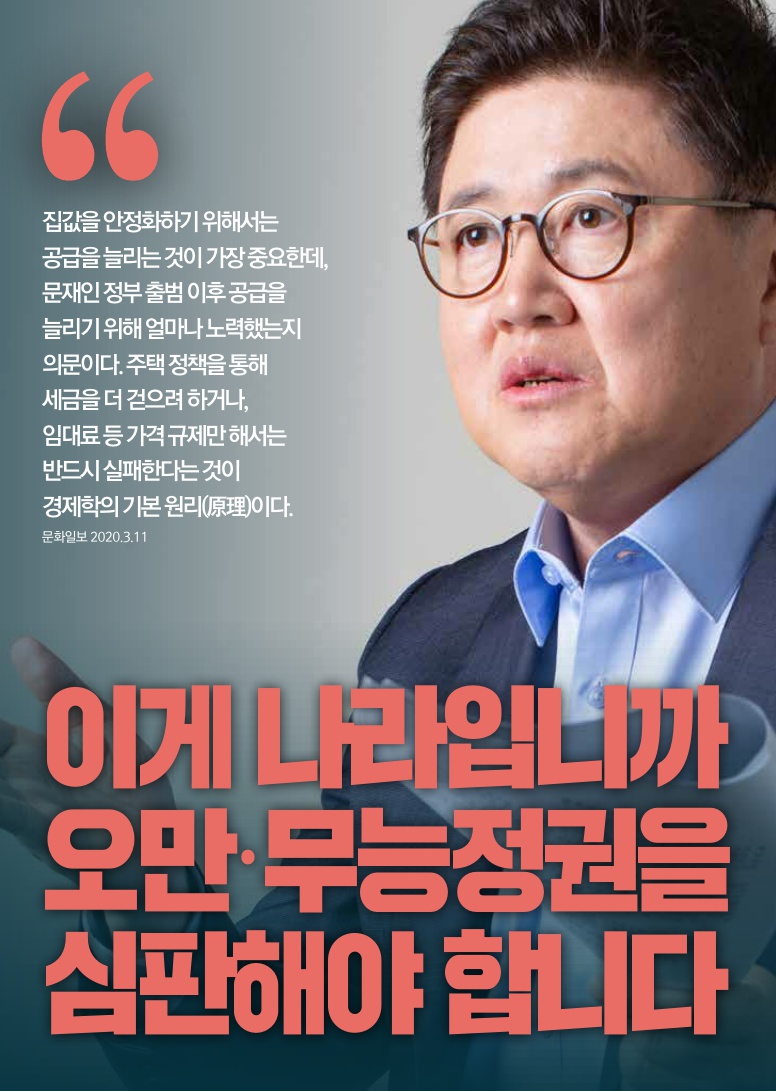 “
집값을 안정화하기 위해서는
공급을 늘리는 것이 가장 중요한데,
문재인 정부 출범 이후 공급을
늘리기 위해 얼마나 노력했는지
의문이다. 주택 정책을 통해
세금을 더 걷으려 하거나,
임대료 등 가격 규제만 해서는
반드시 실패한다는 것이
경제학의 기본 원리(原理)이다.
문화일보 2020.3.11
이게 나라입니까
오만·무능정권을
심판해야 합니다